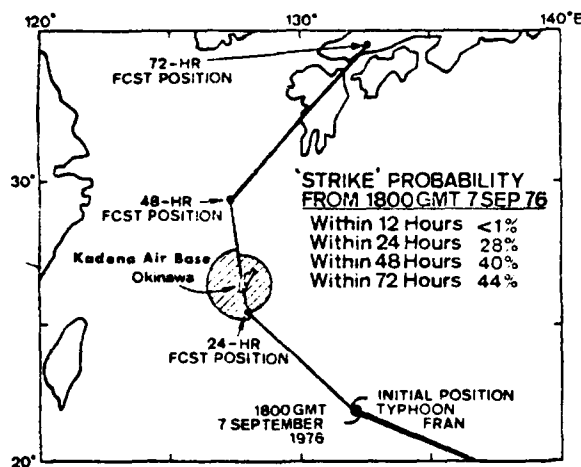 120°
130°
140°E
72-HR
FCST POSITION
30°
48-HR
FCST POSITION
'STRIKE' PROBABILITY
FROM 1800 GMT 7 SEP 76
Within 12 Hours <1%
Within 24 Hours 28%
Within 48 Hours 40%
Within 72 Hours 44%
Kadena Air Base
Okinawa
24-HR
FCST POSITION
INITIAL POSITION
TYPHOON
FRAN
1800 GMT
7 SEPTEMBER
1976
20°